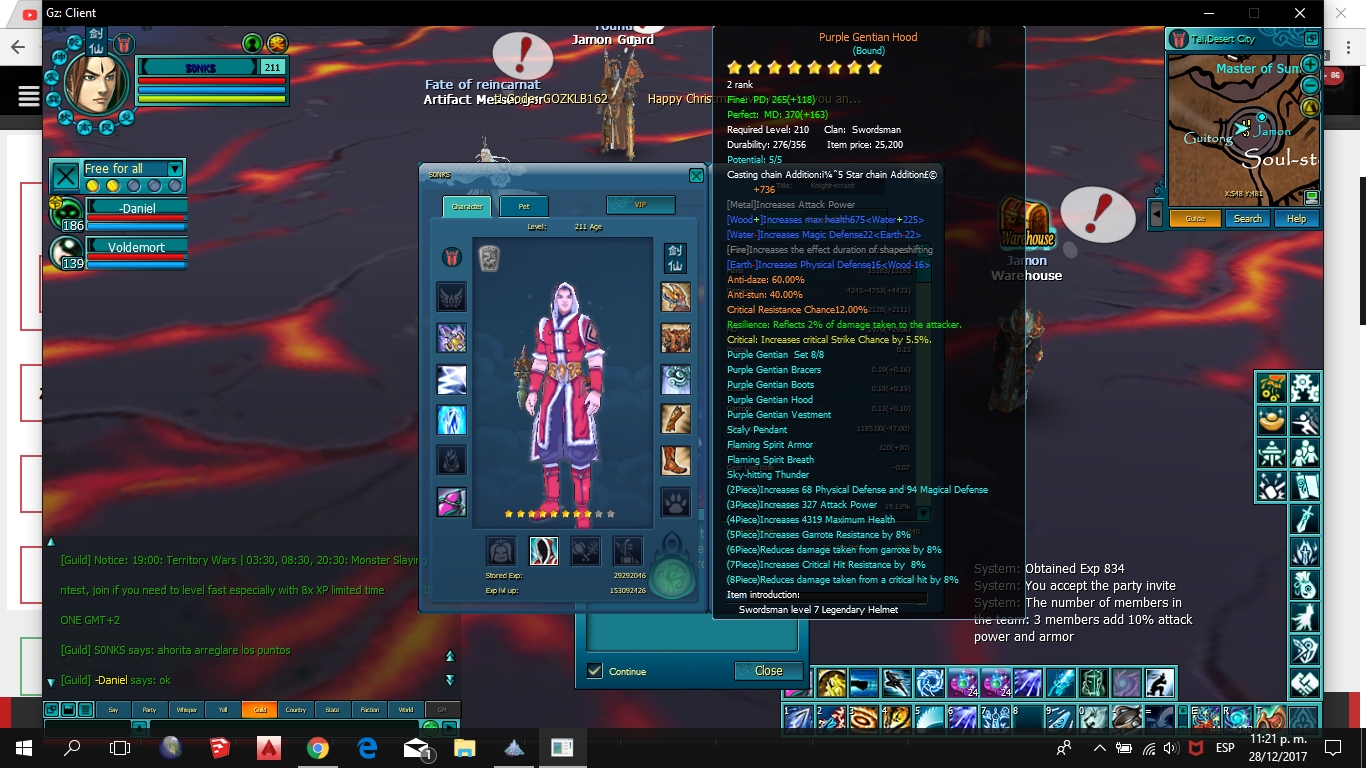 Gz: Client
剑仙
S0NKS
211
Free for all
-Daniel
186
Voldemort
139
Jamon Guard
Fate of reincarnat
Artifact Messenger
GOZKLB162
Happy Christm
Tai,Desert City
Master of Sum
Guitong
Jamon
Soul-st
X:548 Y:481
Guide
Search
Help
Warehouse
Jamon
Warehouse
S0NKS
Character
Pet
VIP
Level: 211 Age
剑仙
Stored Exp: 29292046
Exp lvl up: 153092426
Continue
Close
Purple Gentian Hood
(Bound)
2 rank
Fine: PD: 265(+118)
Perfect: MD: 370(+163)
Required Level: 210 Clan: Swordsman
Durability: 276/356 Item price: 25,200
Potential: 5/5
Casting chain Addition:ï¼ˆ5 Star chain Addition£©
+736
[Metal]Increases Attack Power
[Wood+]Increases max health675<Water+225>
[Water-]Increases Magic Defense22<Earth-22>
[Fire]Increases the effect duration of shapeshifting
[Earth-]Increases Physical Defense16<Wood-16>
Anti-daze: 60.00%
Anti-stun: 40.00%
Critical Resistance Chance12.00%
Resilience: Reflects 2% of damage taken to the attacker.
Critical: Increases critical Strike Chance by 5.5%.
Purple Gentian Set 8/8
Purple Gentian Bracers
Purple Gentian Boots
Purple Gentian Hood
Purple Gentian Vestment
Scaly Pendant
Flaming Spirit Armor
Flaming Spirit Breath
Sky-hitting Thunder
(2Piece)Increases 68 Physical Defense and 94 Magical Defense
(3Piece)Increases 327 Attack Power
(4Piece)Increases 4319 Maximum Health
(5Piece)Increases Garrote Resistance by 8%
(6Piece)Reduces damage taken from garrote by 8%
(7Piece)Increases Critical Hit Resistance by 8%
(8Piece)Reduces damage taken from a critical hit by 8%
Item introduction:
Swordsman level 7 Legendary Helmet
[Guild] Notice: 19:00: Territory Wars | 03:30, 08:30, 20:30: Monster Slaying
ntest, join if you need to level fast especially with 8x XP limited time
ONE GMT+2
[Guild] S0NKS says: ahorita arreglare los puntos
[Guild] -Daniel says: ok
System: Obtained Exp 834
System: You accept the party invite
System: The number of members in
the team: 3 members add 10% attack
power and armor
Say
Party
Whisper
Yell
Guild
Country
State
Faction
World
GM
24
24
ESP
11:21 p. m.
28/12/2017